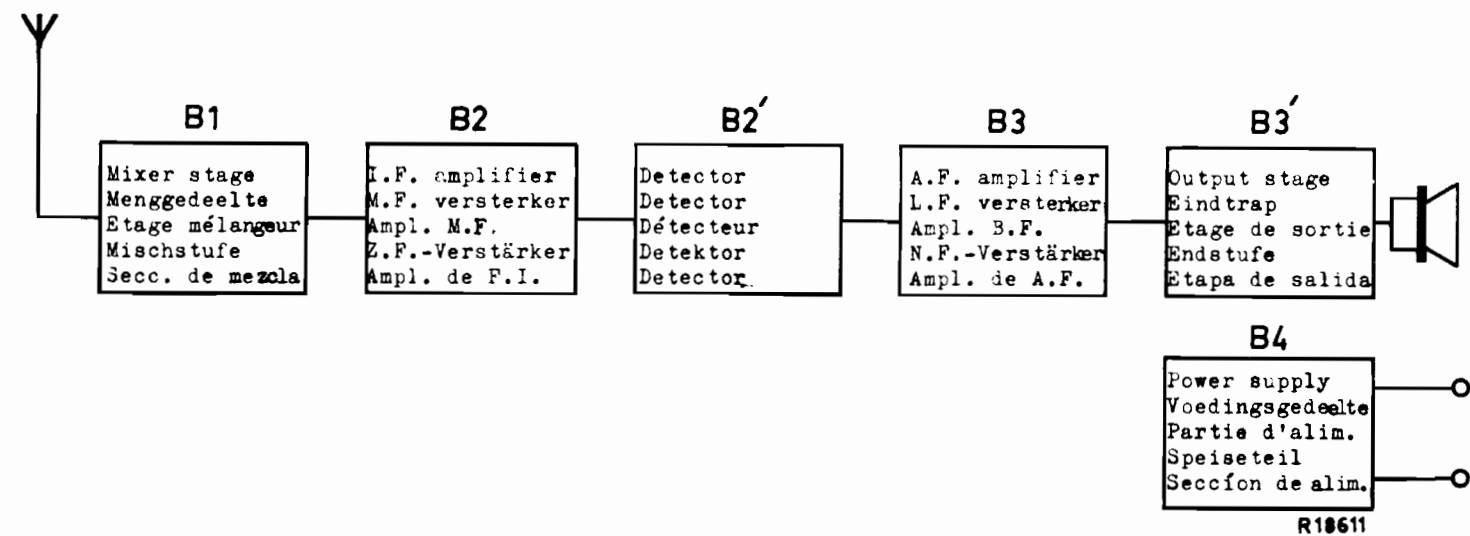 B1
Mixer stage
Menggedeelte
Etage mélangeur
Mischstufe
Secc. de mezcla
B2
I.F. amplifier
M.F. versterker
Ampl. M.F.
Z.F.-Verstärker
Ampl. de F.I.
B2′
Detector
Detector
Détecteur
Detektor
Detector
B3
A.F. amplifier
L.F. versterker
Ampl. B.F.
N.F.-Verstärker
Ampl. de A.F.
B3′
Output stage
Eindtrap
Etage de sortie
Endstufe
Etapa de salida
B4
Power supply
Voedingsgedeelte
Partie d'alim.
Speiseteil
Seccíon de alim.
R18611